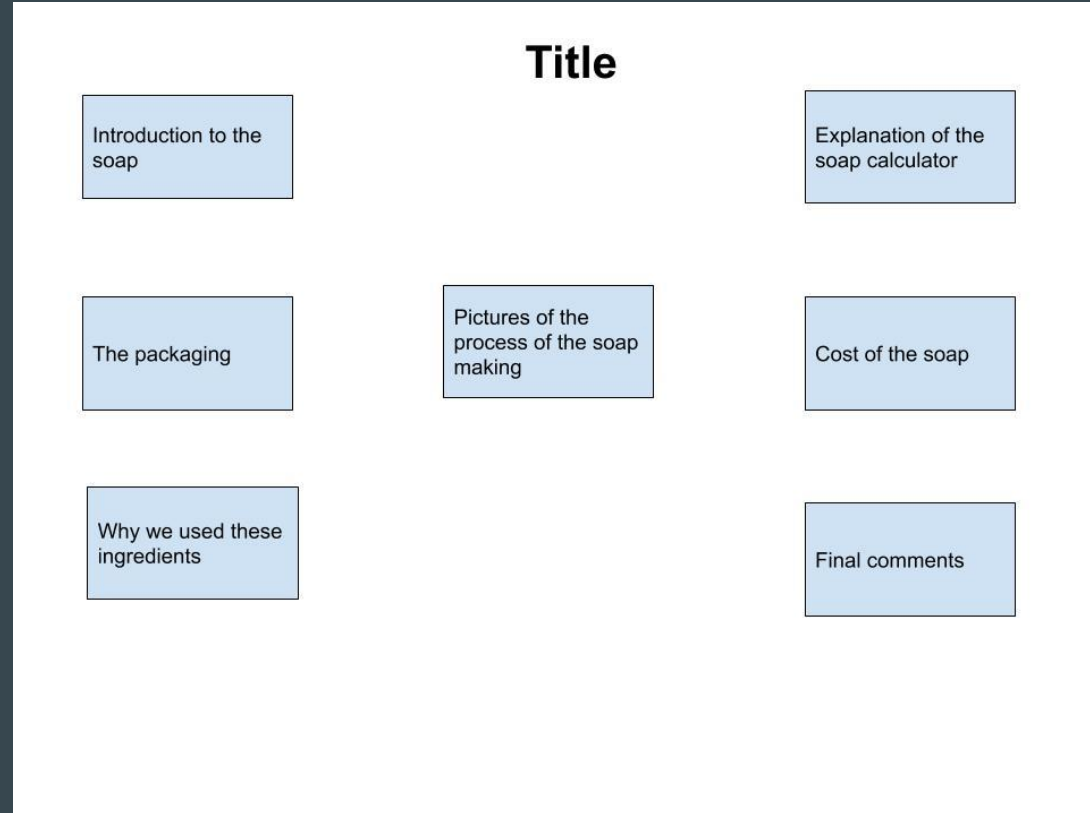 Title
Introduction to the
soap
Explanation of the
soap calculator
The packaging
Pictures of the
process of the soap
making
Cost of the soap
Why we used these
ingredients
Final comments